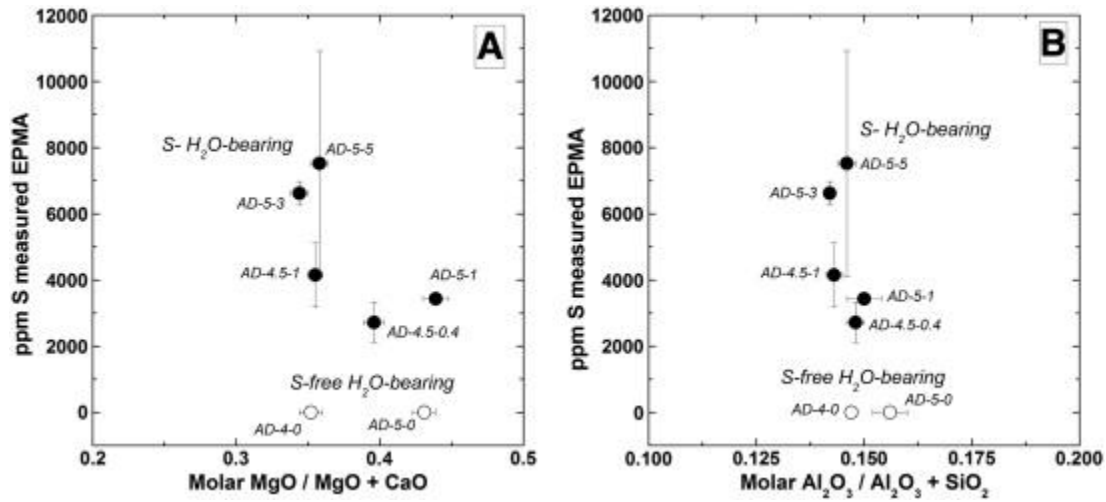 A
12000
10000
8000
6000
4000
2000
0
ppm S measured EPMA
S- H₂O-bearing
AD-5-5
AD-5-3
AD-4.5-1
AD-5-1
AD-4.5-0.4
S-free H₂O-bearing
AD-4-0
AD-5-0
0.2 0.3 0.4 0.5
Molar MgO / MgO + CaO
B
12000
10000
8000
6000
4000
2000
0
ppm S measured EPMA
S- H₂O-bearing
AD-5-5
AD-5-3
AD-4.5-1
AD-5-1
AD-4.5-0.4
S-free H₂O-bearing
AD-4-0
AD-5-0
0.100 0.125 0.150 0.175 0.200
Molar Al₂O₃ / Al₂O₃ + SiO₂